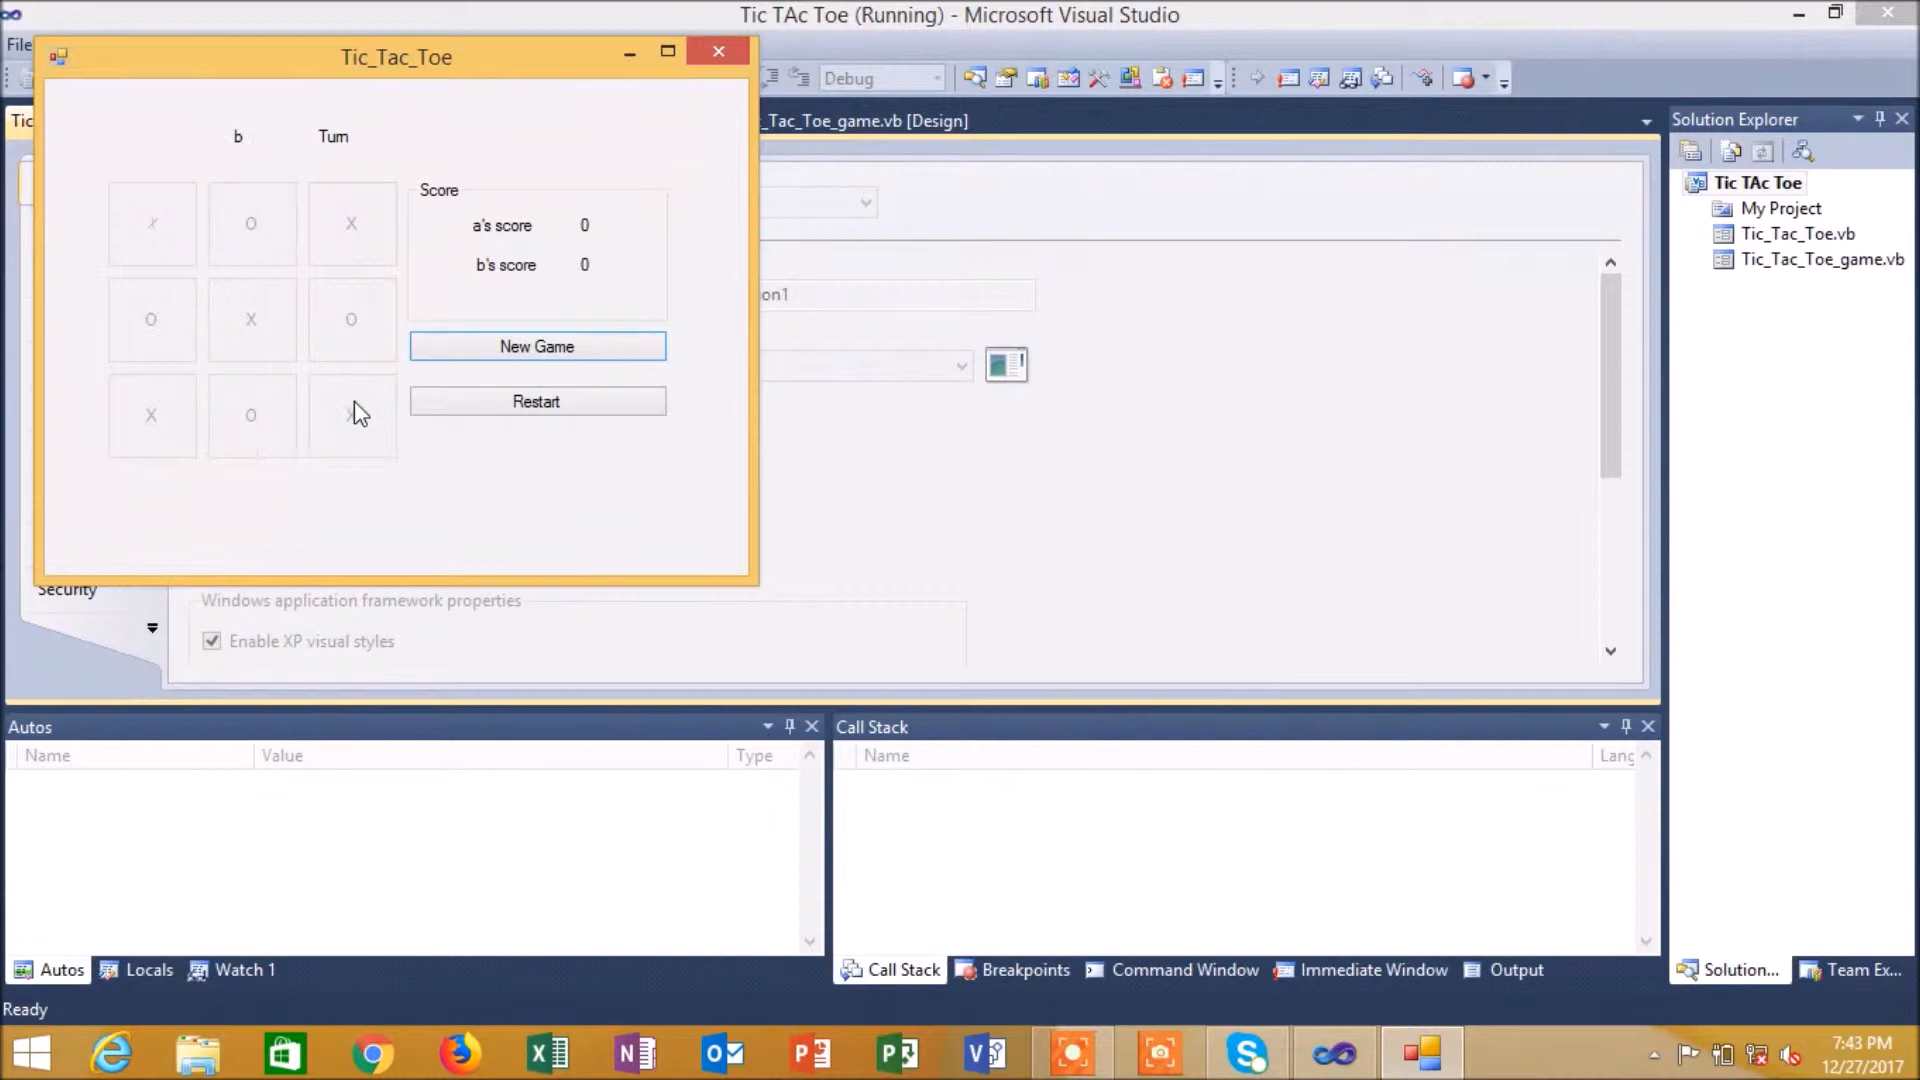 Tic TAc Toe (Running) - Microsoft Visual Studio
File
Tic_Tac_Toe
Debug
Tic
_Tac_Toe_game.vb [Design]
Solution Explorer
b Turn
Score
a's score 0
b's score 0
X O X
O X O
X O X
New Game
Restart
on1
Tic TAc Toe
My Project
Tic_Tac_Toe.vb
Tic_Tac_Toe_game.vb
Security
Windows application framework properties
Enable XP visual styles
Autos
Call Stack
Name Value Type
Name Lang
Autos Locals Watch 1
Call Stack Breakpoints Command Window Immediate Window Output
Solution... Team Ex...
Ready
7:43 PM
12/27/2017